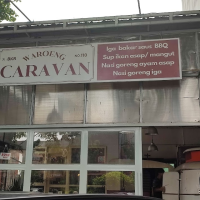 WAROENG
CARAVAN
Iga bakar saus BBQ
Sup ikan asap/ mangut
Nasi goreng ayam asap
Nasi goreng iga